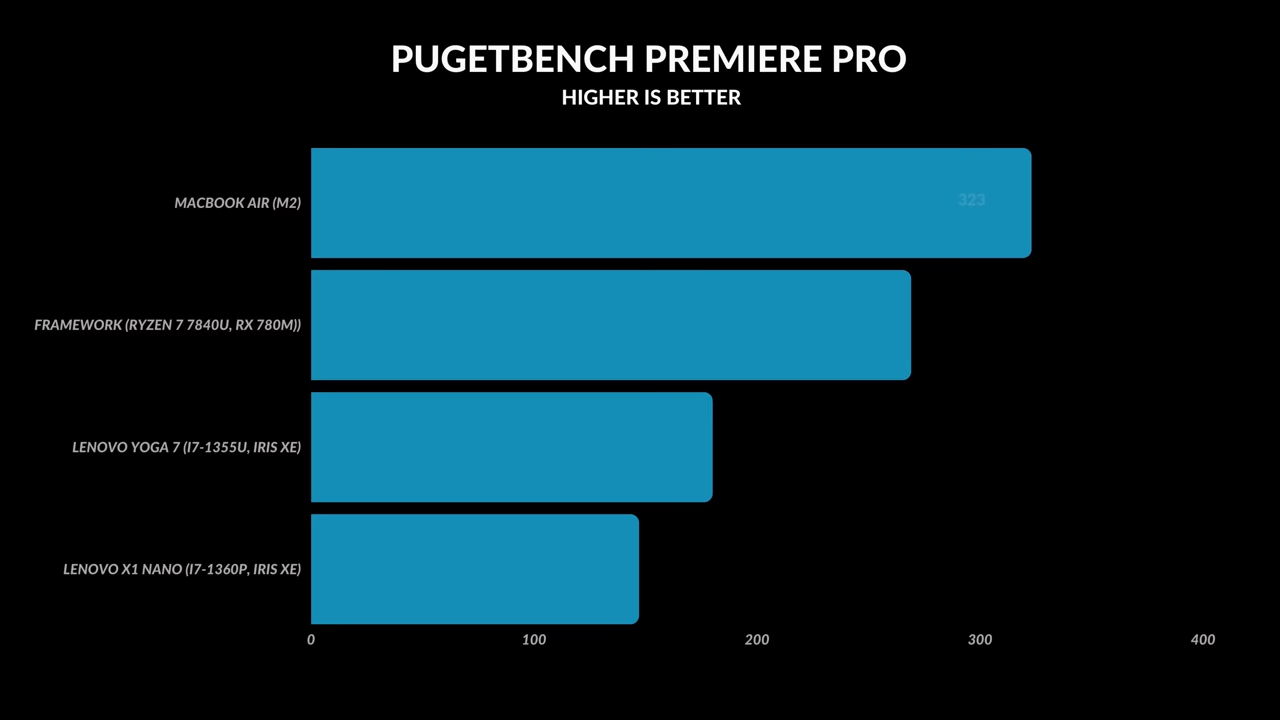 PUGETBENCH PREMIERE PRO
HIGHER IS BETTER
MACBOOK AIR (M2)
323
FRAMEWORK (RYZEN 7 7840U, RX 780M))
LENOVO YOGA 7 (I7-1355U, IRIS XE)
LENOVO X1 NANO (I7-1360P, IRIS XE)
0 100 200 300 400